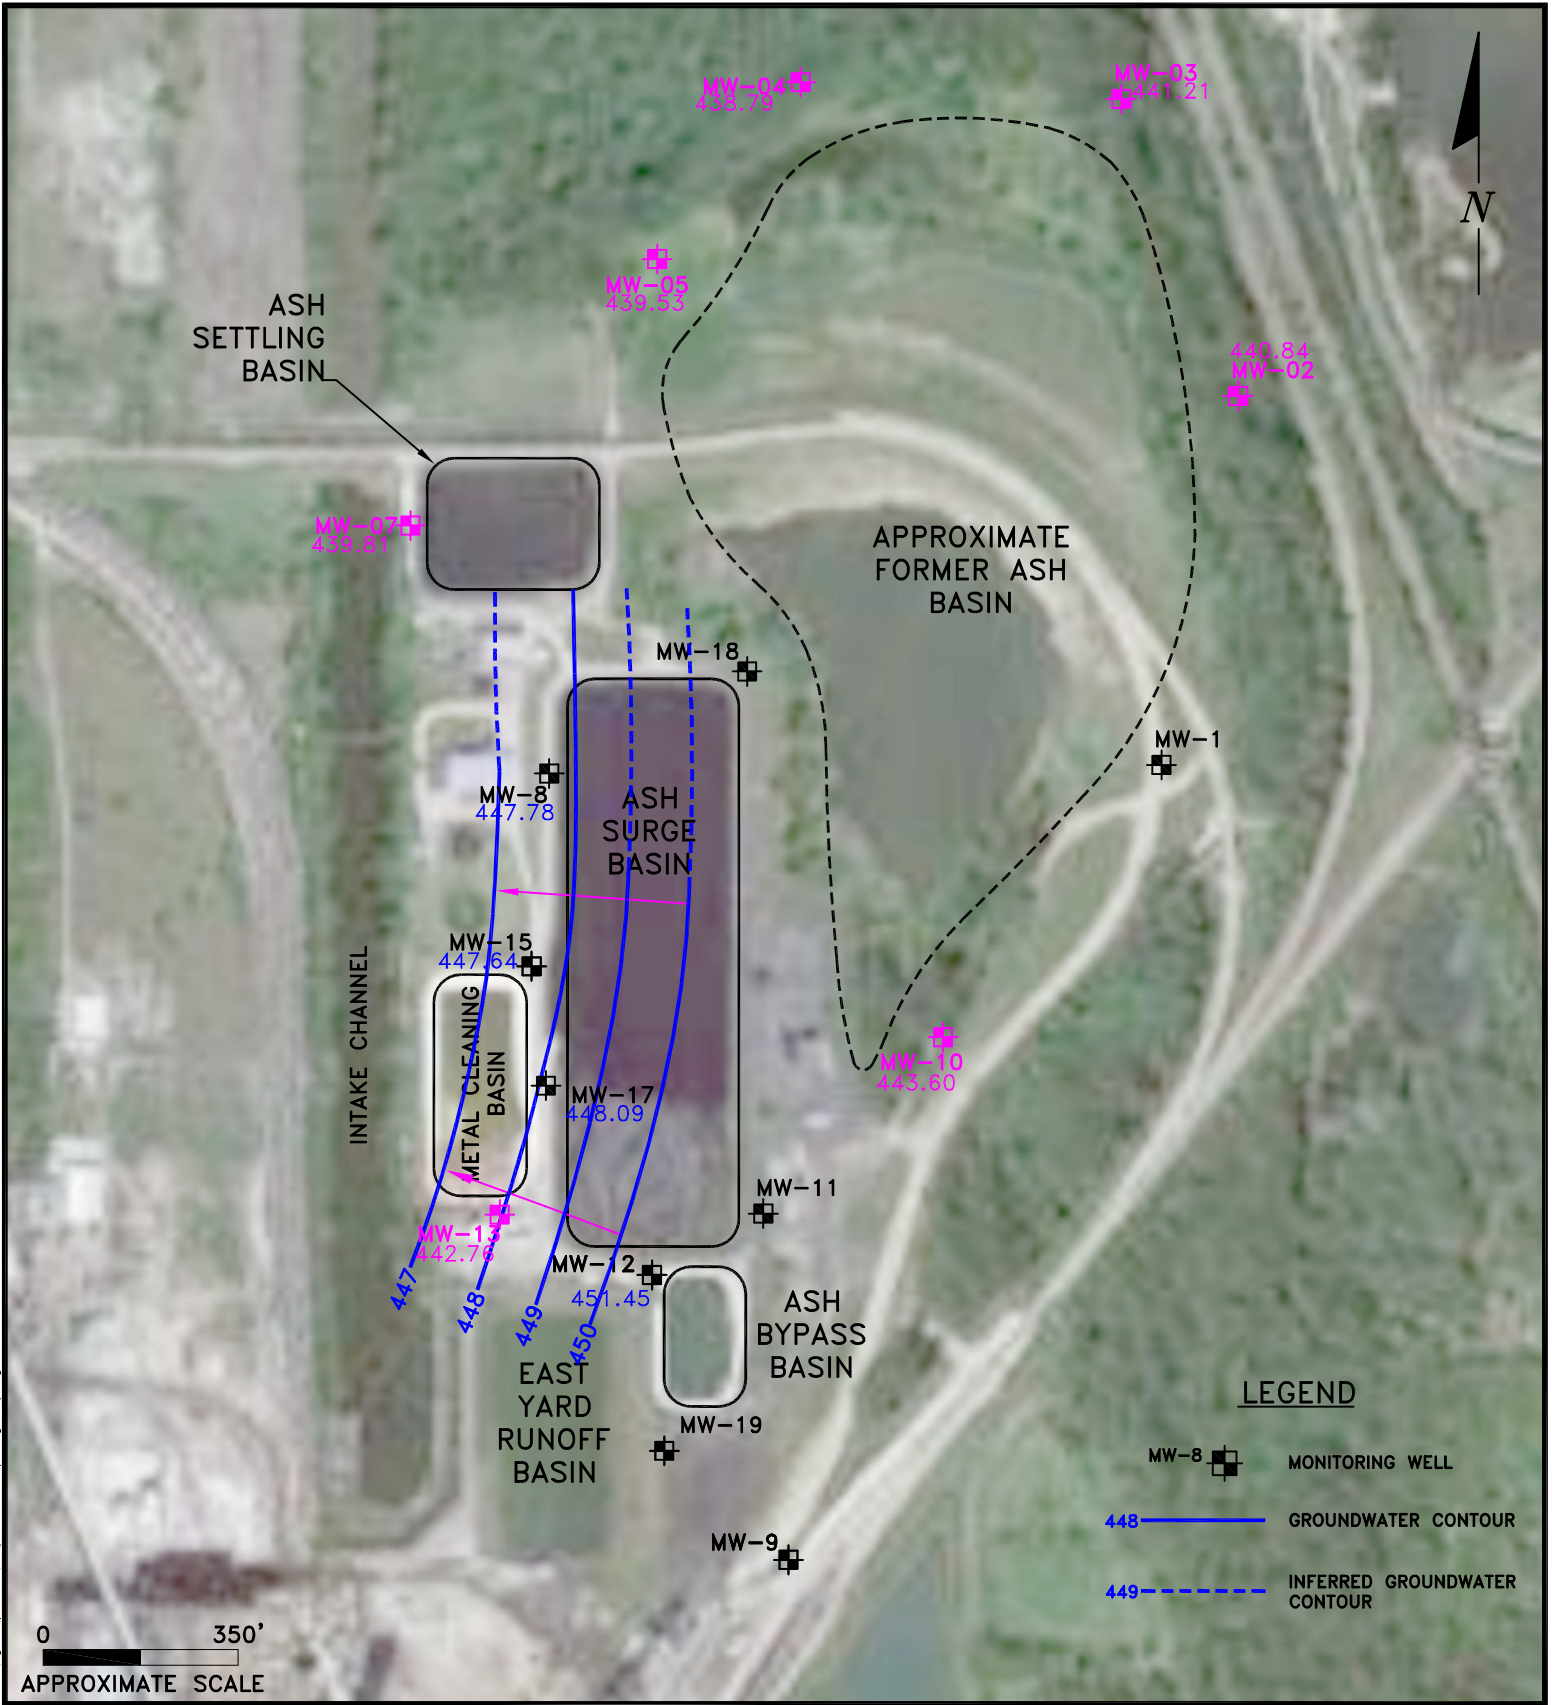 MW-04
438.79
MW-03
441.21
N
MW-05
439.53
ASH
SETTLING
BASIN
440.84
MW-02
MW-07
439.81
APPROXIMATE
FORMER ASH
BASIN
MW-18
MW-1
MW-8
447.78
ASH
SURGE
BASIN
MW-15
447.64
INTAKE CHANNEL
METAL CLEANING
BASIN
MW-17
448.09
MW-10
443.60
MW-11
MW-13
442.76
MW-12
451.45
447
448
449
450
ASH
BYPASS
BASIN
EAST
YARD
RUNOFF
BASIN
MW-19
MW-9
LEGEND
MW-8 MONITORING WELL
448 GROUNDWATER CONTOUR
449 INFERRED GROUNDWATER
CONTOUR
0 350'
APPROXIMATE SCALE